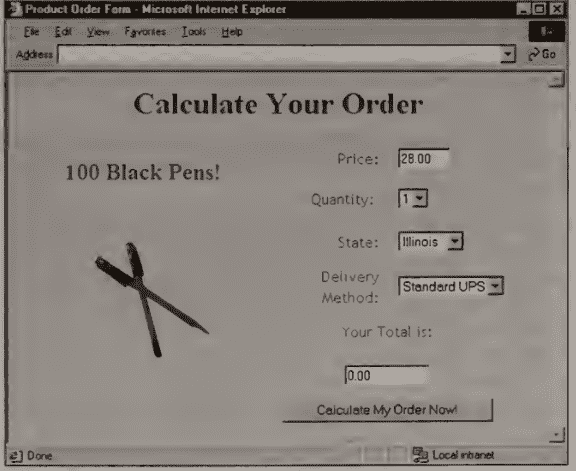 Product Order Form - Microsoft Internet Explorer
File Edit View Favorites Tools Help
Address
Go
Calculate Your Order
100 Black Pens!
Price: 28.00
Quantity: 1
State: Illinois
Delivery
Method: Standard UPS
Your Total is:
0.00
Calculate My Order Now!
Done
Local intranet